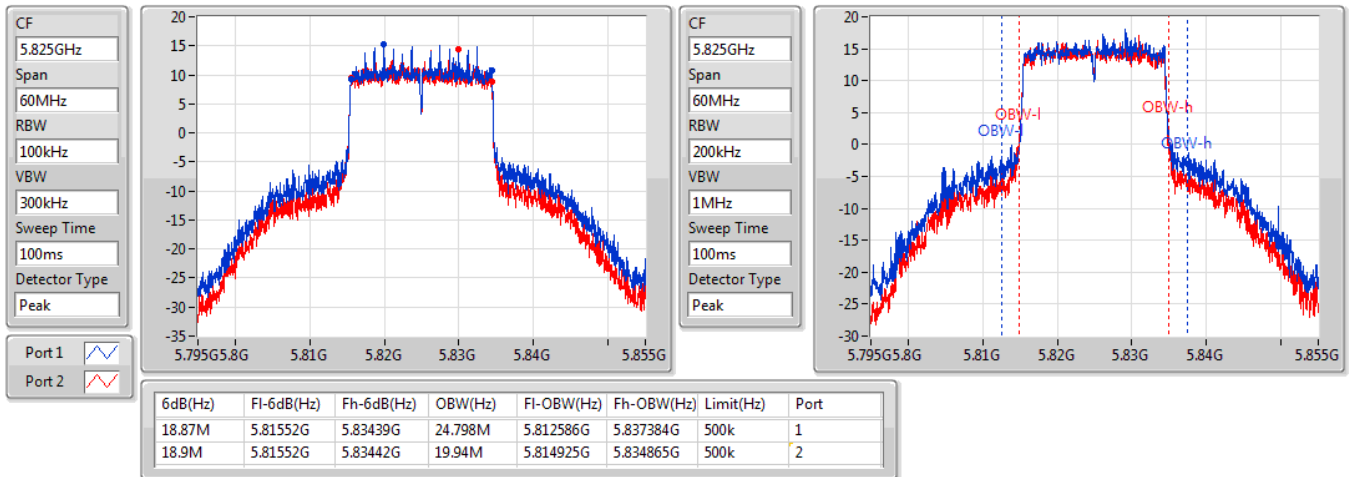 CF
5.825GHz
Span
60MHz
RBW
100kHz
VBW
300kHz
Sweep Time
100ms
Detector Type
Peak
Port 1
Port 2
20
15
10
5
0
-5
-10
-15
-20
-25
-30
-35
5.795G 5.8G 5.81G 5.82G 5.83G 5.84G 5.855G
CF
5.825GHz
Span
60MHz
RBW
200kHz
VBW
1MHz
Sweep Time
100ms
Detector Type
Peak
20
15
10
5
0
-5
-10
-15
-20
-25
-30
OBW-l
OBW-l
OBW-h
OBW-h
5.795G 5.8G 5.81G 5.82G 5.83G 5.84G 5.855G
6dB(Hz) Fl-6dB(Hz) Fh-6dB(Hz) OBW(Hz) Fl-OBW(Hz) Fh-OBW(Hz) Limit(Hz) Port
18.87M 5.81552G 5.83439G 24.798M 5.812586G 5.837384G 500k 1
18.9M 5.81552G 5.83442G 19.94M 5.814925G 5.834865G 500k 2